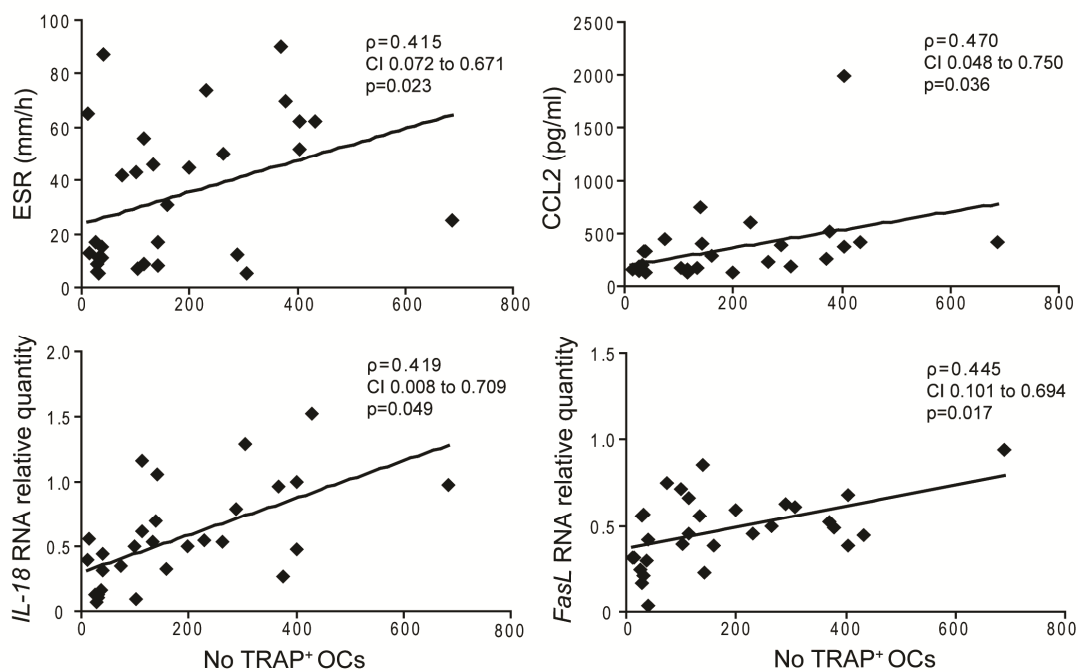 100
80
60
40
20
0
ESR (mm/h)
ρ=0.415
CI 0.072 to 0.671
p=0.023
0
200
400
600
800
2500
2000
1500
1000
500
0
CCL2 (pg/ml)
ρ=0.470
CI 0.048 to 0.750
p=0.036
0
200
400
600
800
2.0
1.5
1.0
0.5
0
IL-18 RNA relative quantity
ρ=0.419
CI 0.008 to 0.709
p=0.049
0
200
400
600
800
No TRAP⁺ OCs
1.5
1.0
0.5
0
FasL RNA relative quantity
ρ=0.445
CI 0.101 to 0.694
p=0.017
0
200
400
600
800
No TRAP⁺ OCs